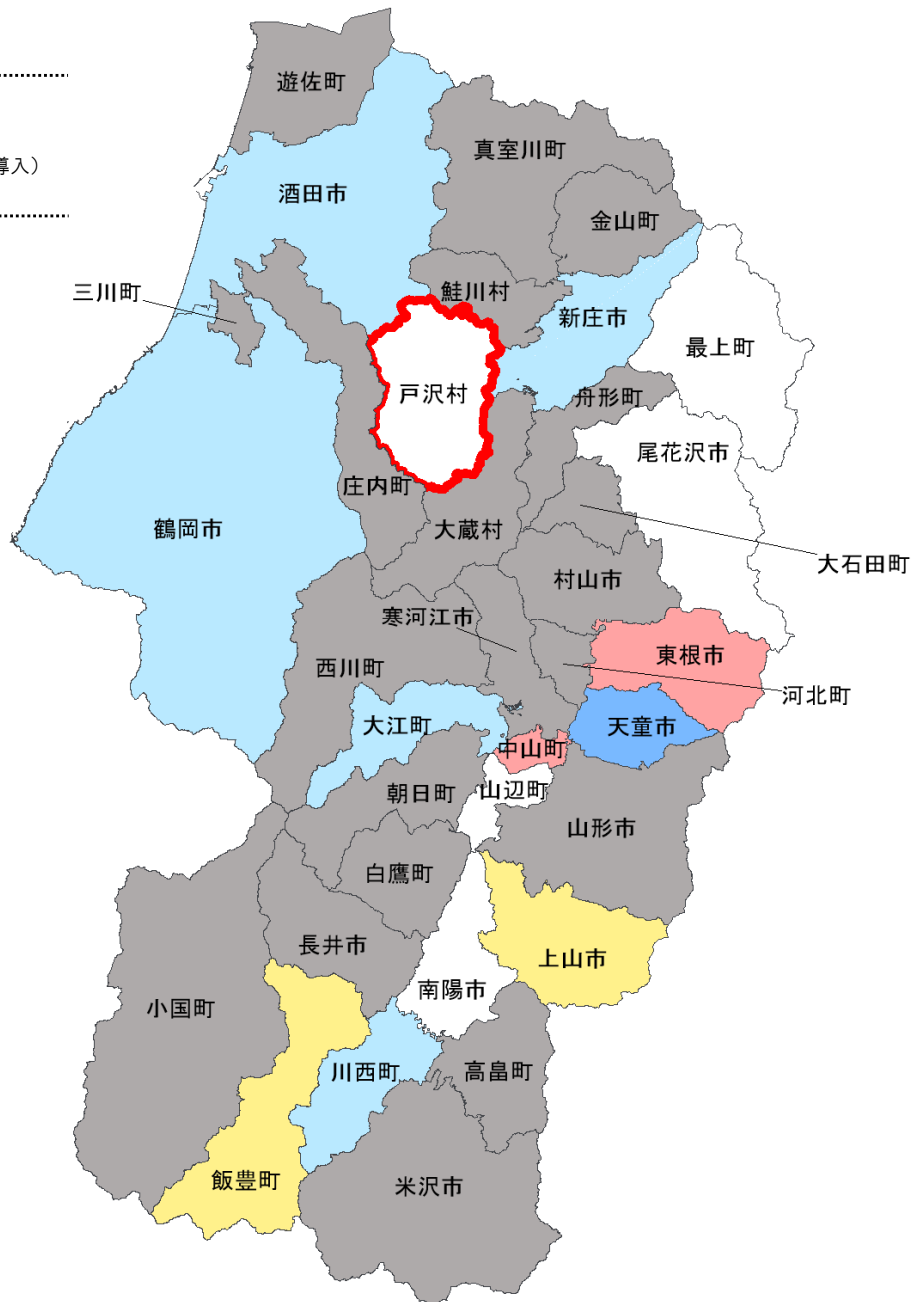 遊佐町
真室川町
導入）
酒田市
金山町
三川町
鮭川村
新庄市
最上町
戸沢村
舟形町
尾花沢市
庄内町
鶴岡市
大蔵村
大石田町
村山市
寒河江市
東根市
西川町
河北町
大江町
天童市
中山町
朝日町
山辺町
山形市
白鷹町
長井市
上山市
南陽市
小国町
川西町
高畠町
飯豊町
米沢市